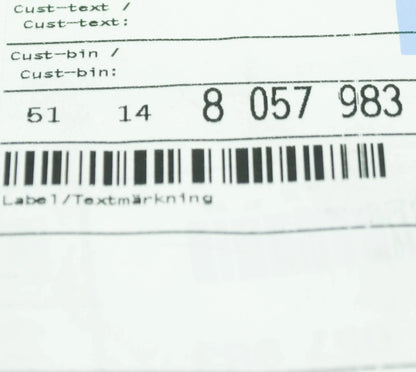 Cust-text /
Cust-text:
Cust-bin /
Cust-bin:
51 14 8 057 983
Label/Textmärkning